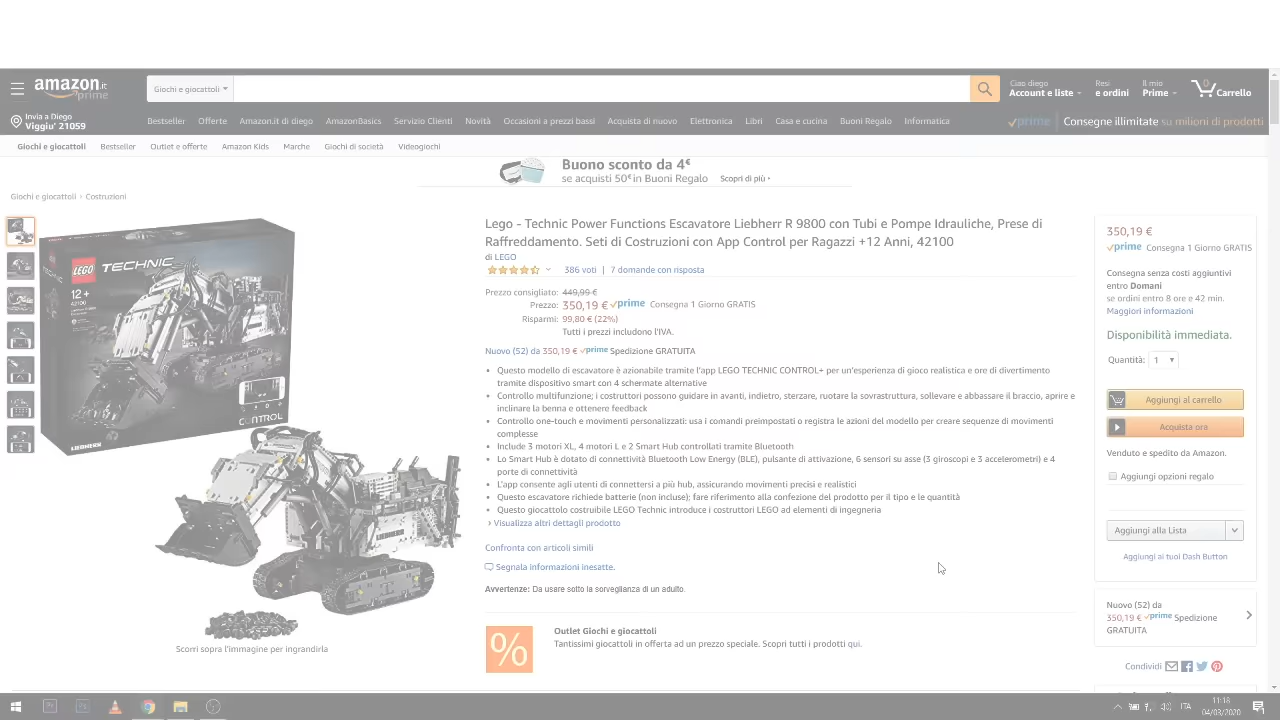 amazon.it
prime
Giochi e giocattoli
Ciao diego
Account e liste
Resi
e ordini
Il mio
Prime
0
Carrello
Invia a Diego
Viggiu' 21059
Bestseller
Offerte
Amazon.it di diego
AmazonBasics
Servizio Clienti
Novità
Occasioni a prezzi bassi
Acquista di nuovo
Elettronica
Libri
Casa e cucina
Buoni Regalo
Informatica
prime
Consegne illimitate su milioni di prodotti
Giochi e giocattoli
Bestseller
Outlet e offerte
Amazon Kids
Marche
Giochi di società
Videogiochi
Buono sconto da 4€
se acquisti 50€ in Buoni Regalo
Scopri di più ›
Giochi e giocattoli › Costruzioni
LEGO TECHNIC
12+
42100
CONTROL+
LIEBHERR
Scorri sopra l'immagine per ingrandirla
Lego - Technic Power Functions Escavatore Liebherr R 9800 con Tubi e Pompe Idrauliche, Prese di
Raffreddamento. Seti di Costruzioni con App Control per Ragazzi +12 Anni, 42100
di LEGO
386 voti | 7 domande con risposta
Prezzo consigliato: 449,99 €
Prezzo: 350,19 € prime Consegna 1 Giorno GRATIS
Risparmi: 99,80 € (22%)
Tutti i prezzi includono l'IVA.
Nuovo (52) da 350,19 € prime Spedizione GRATUITA
• Questo modello di escavatore è azionabile tramite l'app LEGO TECHNIC CONTROL+ per un'esperienza di gioco realistica e ore di divertimento
tramite dispositivo smart con 4 schermate alternative
• Controllo multifunzione; i costruttori possono guidare in avanti, indietro, sterzare, ruotare la sovrastruttura, sollevare e abbassare il braccio, aprire e
inclinare la benna e ottenere feedback
• Controllo one-touch e movimenti personalizzati: usa i comandi preimpostati o registra le azioni del modello per creare sequenze di movimenti
complesse
• Include 3 motori XL, 4 motori L e 2 Smart Hub controllati tramite Bluetooth
• Lo Smart Hub è dotato di connettività Bluetooth Low Energy (BLE), pulsante di attivazione, 6 sensori su asse (3 giroscopi e 3 accelerometri) e 4
porte di connettività
• L'app consente agli utenti di connettersi a più hub, assicurando movimenti precisi e realistici
• Questo escavatore richiede batterie (non incluse); fare riferimento alla confezione del prodotto per il tipo e le quantità
• Questo giocattolo costruibile LEGO Technic introduce i costruttori LEGO ad elementi di ingegneria
› Visualizza altri dettagli prodotto
Confronta con articoli simili
Segnala informazioni inesatte.
Avvertenze: Da usare sotto la sorveglianza di un adulto.
%
Outlet Giochi e giocattoli
Tantissimi giocattoli in offerta ad un prezzo speciale. Scopri tutti i prodotti qui.
350,19 €
prime Consegna 1 Giorno GRATIS
Consegna senza costi aggiuntivi
entro Domani
se ordini entro 8 ore e 42 min.
Maggiori informazioni
Disponibilità immediata.
Quantità: 1
Aggiungi al carrello
Acquista ora
Venduto e spedito da Amazon.
Aggiungi opzioni regalo
Aggiungi alla Lista
Aggiungi ai tuoi Dash Button
Nuovo (52) da
350,19 € prime Spedizione
GRATUITA
Condividi
ITA
11:18
04/03/2020